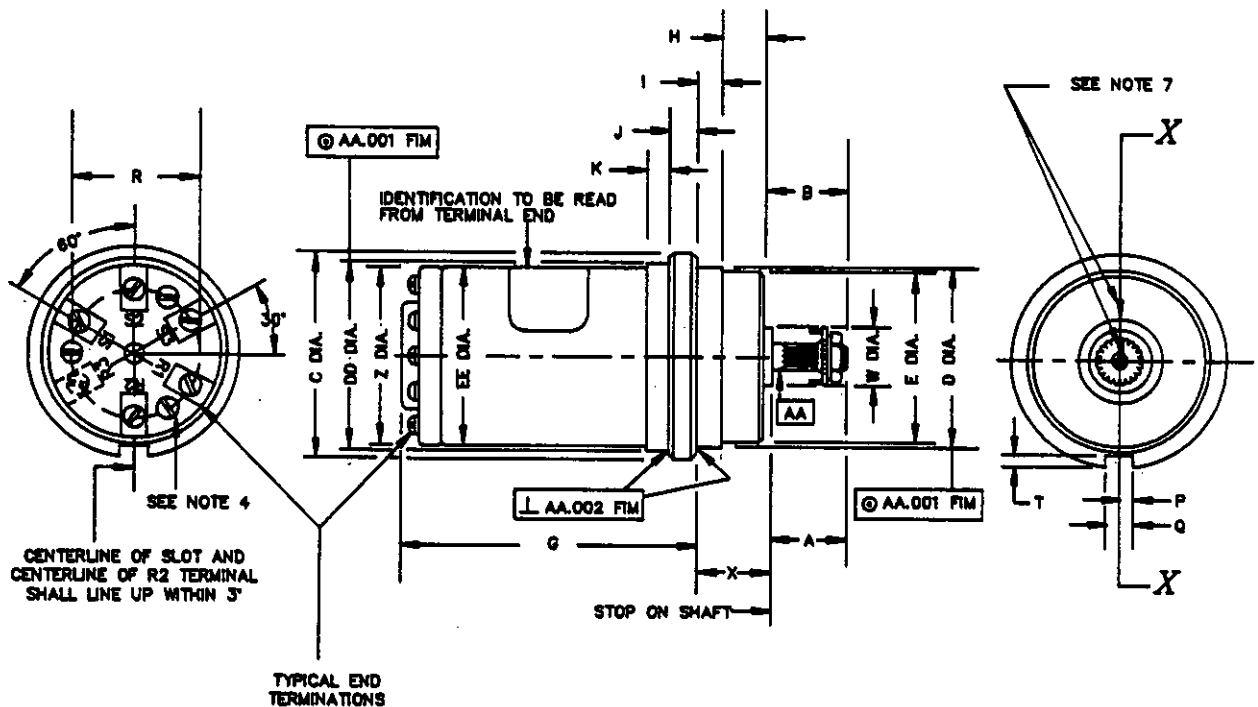 H
SEE NOTE 7
I
X
J
◎ AA.001 FIM
K
R
B
IDENTIFICATION TO BE READ
FROM TERMINAL END
60°
30°
S2
R1
R2
C DIA.
DD DIA.
Z DIA.
EE DIA.
W DIA.
E DIA.
D DIA.
AA
SEE NOTE 4
⊥ AA.002 FIM
◎ AA.001 FIM
T
P
Q
G
A
X
X
CENTERLINE OF SLOT AND
CENTERLINE OF R2 TERMINAL
SHALL LINE UP WITHIN 3°
STOP ON SHAFT
TYPICAL END
TERMINATIONS